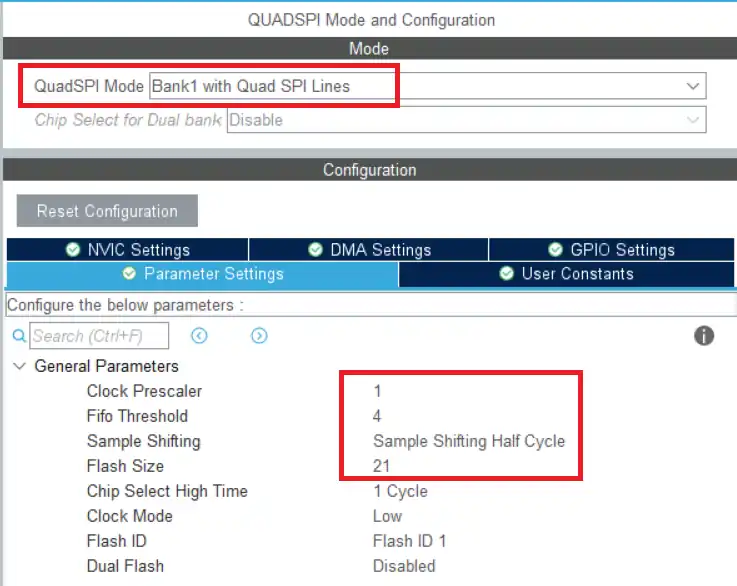 QUADSPI Mode and Configuration
Mode
QuadSPI Mode Bank1 with Quad SPI Lines
Chip Select for Dual bank Disable
Configuration
Reset Configuration
NVIC Settings DMA Settings GPIO Settings
Parameter Settings User Constants
Configure the below parameters :
Search (Ctrl+F)
General Parameters
Clock Prescaler 1
Fifo Threshold 4
Sample Shifting Sample Shifting Half Cycle
Flash Size 21
Chip Select High Time 1 Cycle
Clock Mode Low
Flash ID Flash ID 1
Dual Flash Disabled